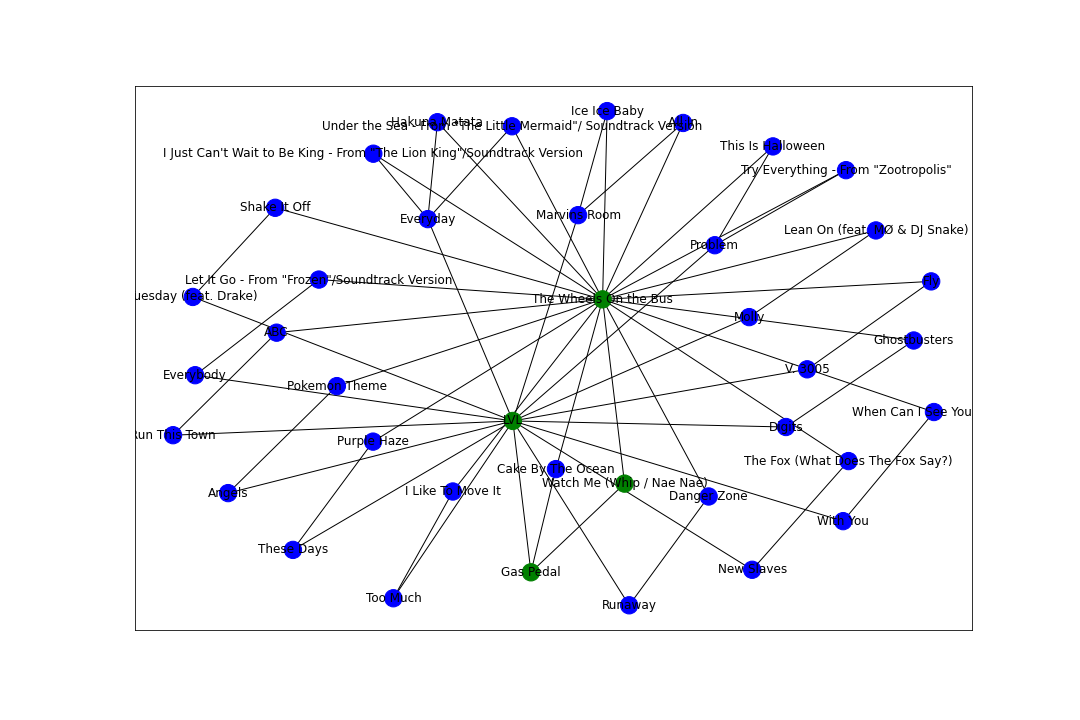 Ice Ice Baby
Hakuna Matata
Under the Sea - From "The Little Mermaid"/ Soundtrack Version
This Is Halloween
I Just Can't Wait to Be King - From "The Lion King"/Soundtrack Version
Try Everything - From "Zootropolis"
Shake It Off
Everyday
Marvins Room
Lean On (feat. MØ & DJ Snake)
Problem
Let It Go - From "Frozen"/Soundtrack Version
Fly
uesday (feat. Drake)
The Wheels On the Bus
Molly
ABC
Ghostbusters
V. 3005
Everybody
Pokemon Theme
When Can I See You
LVL
Digits
Run This Town
Purple Haze
The Fox (What Does The Fox Say?)
Cake By The Ocean
Watch Me (Whip / Nae Nae)
I Like To Move It
Angels
Danger Zone
With You
These Days
New Slaves
Gas Pedal
Too Much
Runaway